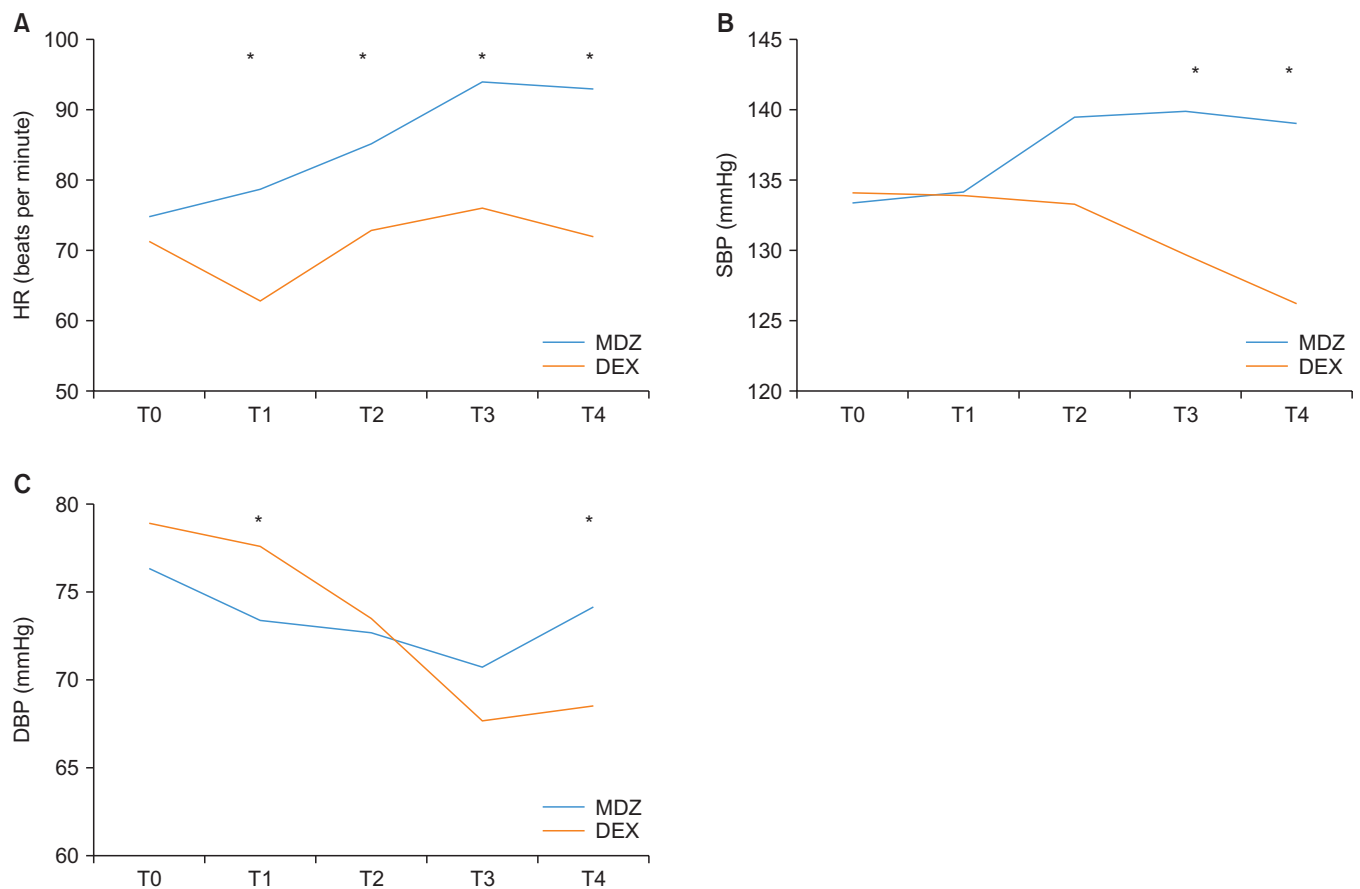 A
HR (beats per minute)
100
90
80
70
60
50
* * * *
MDZ
DEX
T0 T1 T2 T3 T4
B
SBP (mmHg)
145
140
135
130
125
120
* *
MDZ
DEX
T0 T1 T2 T3 T4
C
DBP (mmHg)
80
75
70
65
60
* *
MDZ
DEX
T0 T1 T2 T3 T4